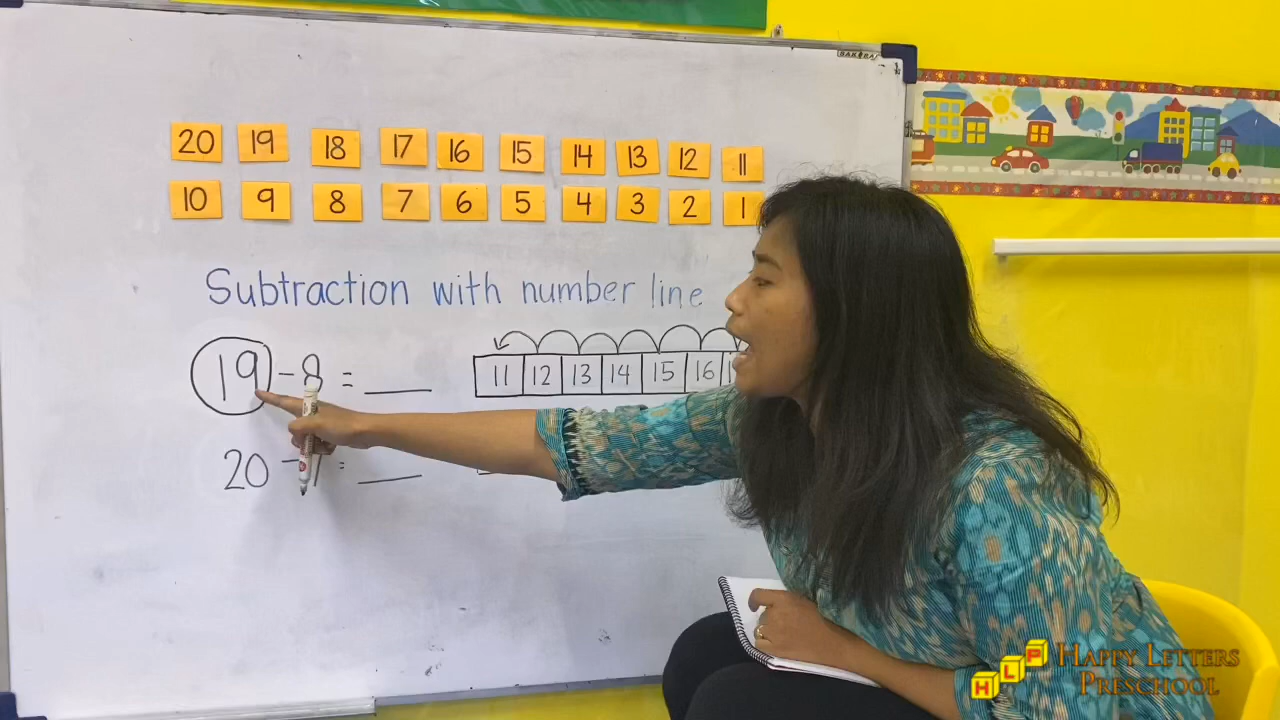 BAKOBA
20 19 18 17 16 15 14 13 12 11
10 9 8 7 6 5 4 3 2 1
Subtraction with number line
19 - 8 = ___
11 12 13 14 15 16
20 - = ___
HLP HAPPY LETTERS
PRESCHOOL